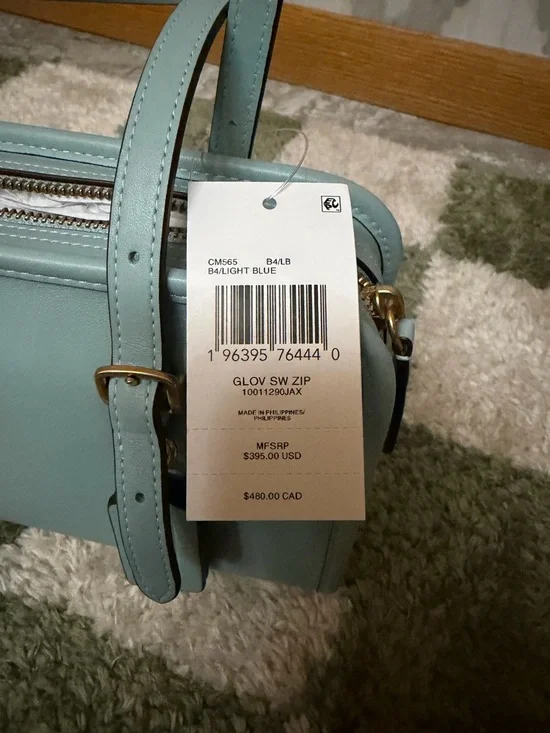 CM565 B4/LB
B4/LIGHT BLUE
1 96395 76444 0
GLOV SW ZIP
10011290JAX
MADE IN PHILIPPINES/
PHILIPPINES
MFSRP
$395.00 USD
$480.00 CAD